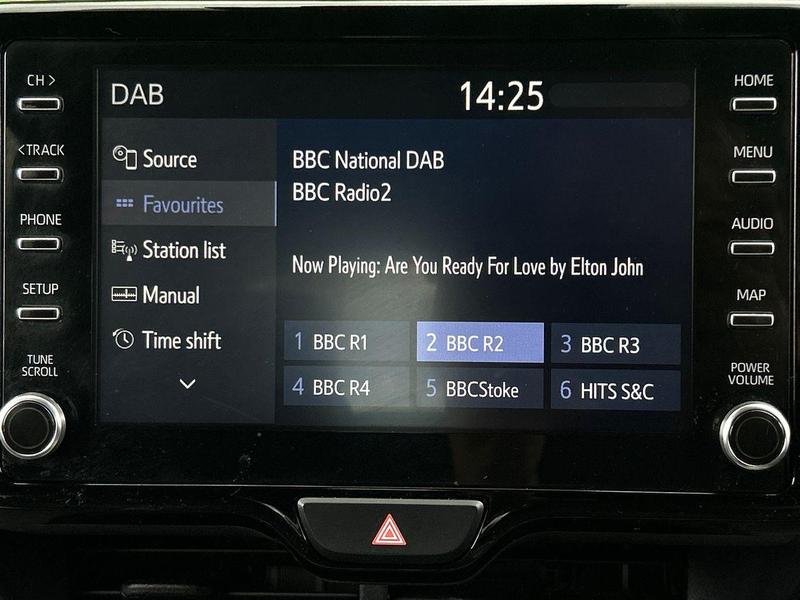 CH >
<TRACK
PHONE
SETUP
TUNE
SCROLL
DAB
14:25
Source
Favourites
Station list
Manual
Time shift
BBC National DAB
BBC Radio2
Now Playing: Are You Ready For Love by Elton John
1 BBC R1
2 BBC R2
3 BBC R3
4 BBC R4
5 BBCStoke
6 HITS S&C
HOME
MENU
AUDIO
MAP
POWER
VOLUME